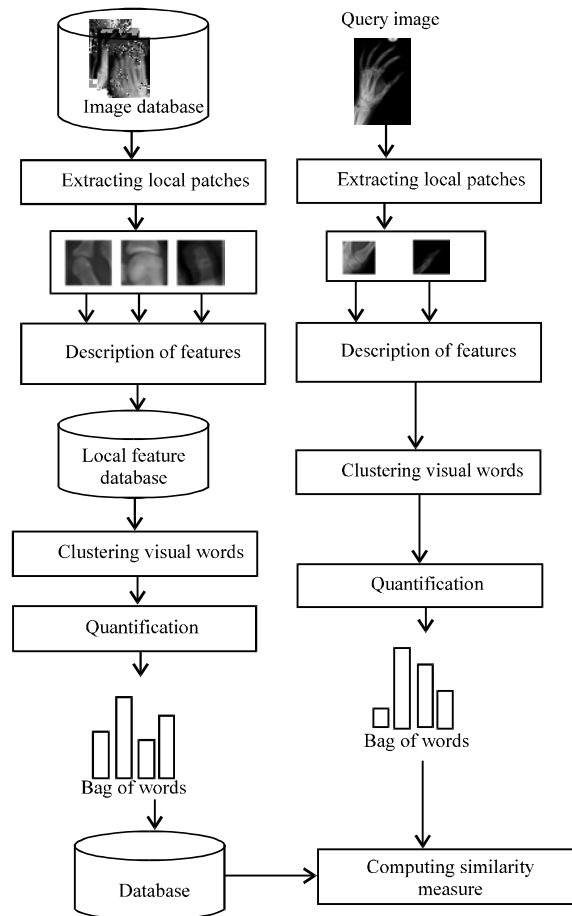 Image database
Extracting local patches
Description of features
Local feature
database
Clustering visual words
Quantification
Bag of words
Database
Query image
Extracting local patches
Description of features
Clustering visual words
Quantification
Bag of words
Computing similarity
measure